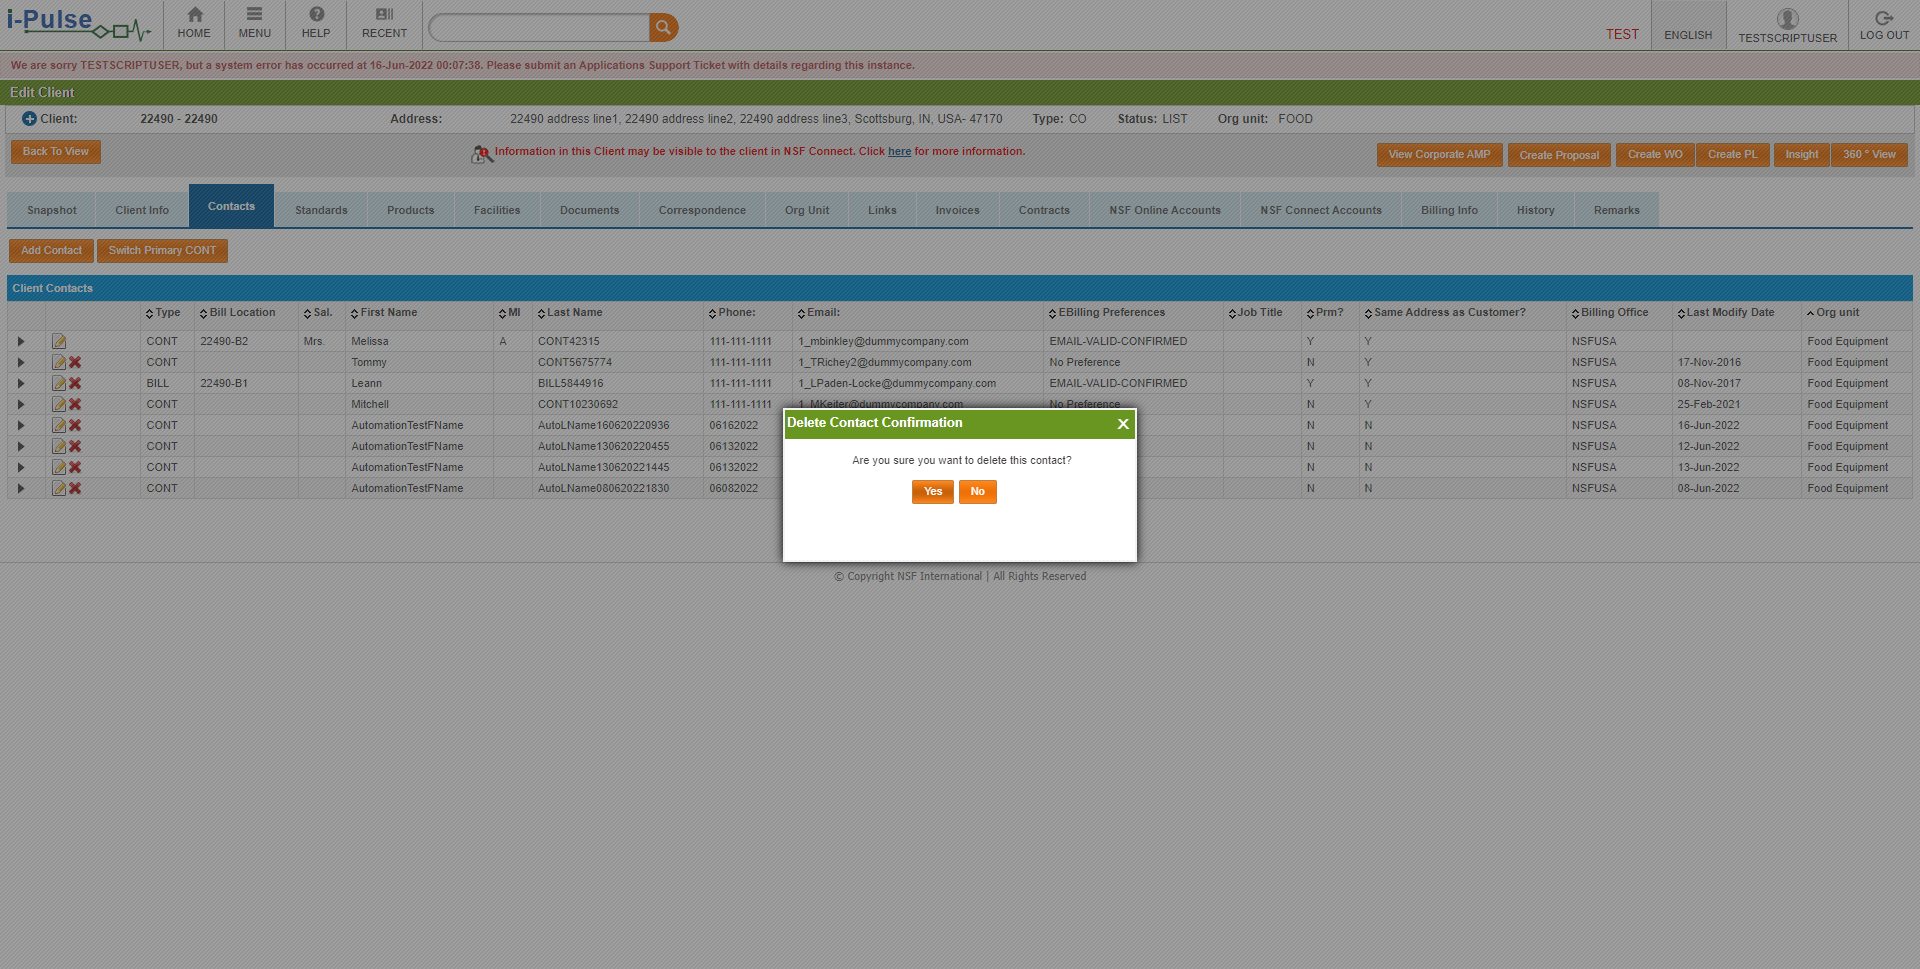 i-Pulse
HOME MENU HELP RECENT
TEST ENGLISH TESTSCRIPTUSER LOG OUT
We are sorry TESTSCRIPTUSER, but a system error has occurred at 16-Jun-2022 00:07:38. Please submit an Applications Support Ticket with details regarding this instance.
Edit Client
Client: 22490 - 22490 Address: 22490 address line1, 22490 address line2, 22490 address line3, Scottsburg, IN, USA- 47170 Type: CO Status: LIST Org unit: FOOD
Back To View Information in this Client may be visible to the client in NSF Connect. Click here for more information. View Corporate AMP Create Proposal Create WO Create PL Insight 360 ° View
Snapshot Client Info Contacts Standards Products Facilities Documents Correspondence Org Unit Links Invoices Contracts NSF Online Accounts NSF Connect Accounts Billing Info History Remarks
Add Contact Switch Primary CONT
Client Contacts
Type Bill Location Sal. First Name MI Last Name Phone: Email: EBilling Preferences Job Title Prm? Same Address as Customer? Billing Office Last Modify Date Org unit
CONT 22490-B2 Mrs. Melissa A CONT42315 111-111-1111 1_mbinkley@dummycompany.com EMAIL-VALID-CONFIRMED Y Y NSFUSA Food Equipment
CONT Tommy CONT5675774 111-111-1111 1_TRichey2@dummycompany.com No Preference N Y NSFUSA 17-Nov-2016 Food Equipment
BILL 22490-B1 Leann BILL5844916 111-111-1111 1_LPaden-Locke@dummycompany.com EMAIL-VALID-CONFIRMED Y Y NSFUSA 08-Nov-2017 Food Equipment
CONT Mitchell CONT10230692 111-111-1111 1_MKeifer@dummycompany.com No Preference N Y NSFUSA 25-Feb-2021 Food Equipment
CONT AutomationTestFName AutoLName160620220936 06162022 N N NSFUSA 16-Jun-2022 Food Equipment
CONT AutomationTestFName AutoLName130620220455 06132022 N N NSFUSA 12-Jun-2022 Food Equipment
CONT AutomationTestFName AutoLName130620221445 06132022 N N NSFUSA 13-Jun-2022 Food Equipment
CONT AutomationTestFName AutoLName080620221830 06082022 N N NSFUSA 08-Jun-2022 Food Equipment
Delete Contact Confirmation
Are you sure you want to delete this contact?
Yes No
© Copyright NSF International | All Rights Reserved